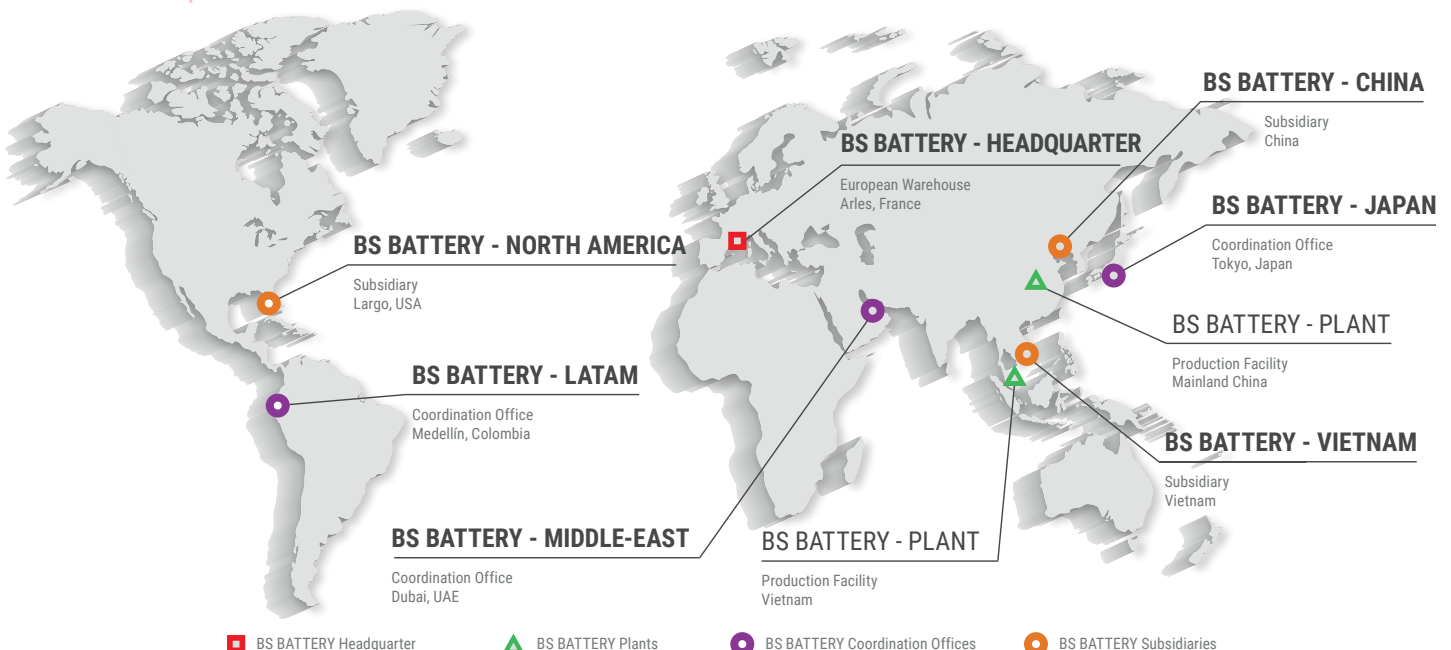 BS BATTERY - CHINA
Subsidiary
China
BS BATTERY - HEADQUARTER
European Warehouse
Arles, France
BS BATTERY - JAPAN
Coordination Office
Tokyo, Japan
BS BATTERY - NORTH AMERICA
Subsidiary
Largo, USA
BS BATTERY - PLANT
Production Facility
Mainland China
BS BATTERY - LATAM
Coordination Office
Medellín, Colombia
BS BATTERY - VIETNAM
Subsidiary
Vietnam
BS BATTERY - MIDDLE-EAST
Coordination Office
Dubai, UAE
BS BATTERY - PLANT
Production Facility
Vietnam
BS BATTERY Headquarter
BS BATTERY Plants
BS BATTERY Coordination Offices
BS BATTERY Subsidiaries